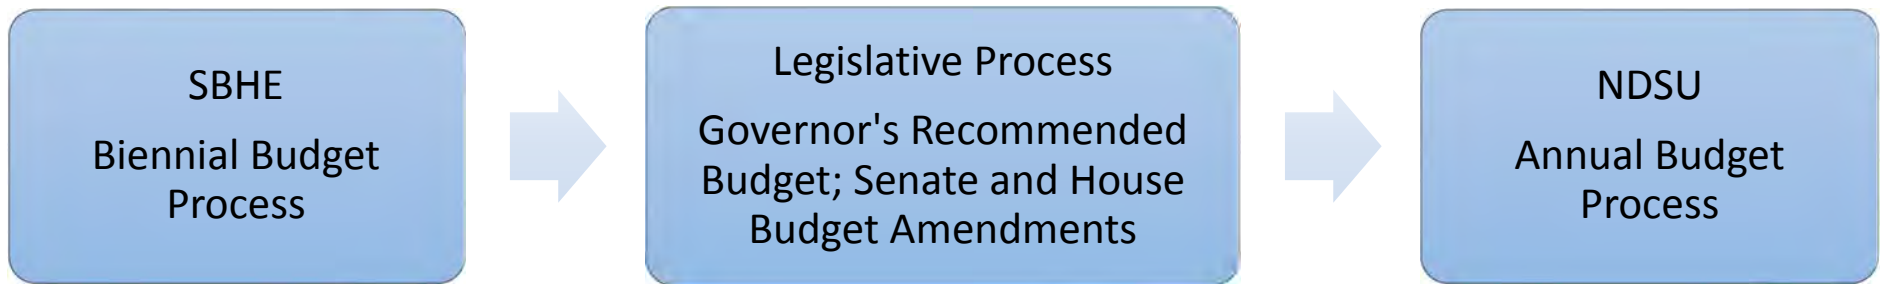 SBHE
Biennial Budget
Process
Legislative Process
Governor's Recommended
Budget; Senate and House
Budget Amendments
NDSU
Annual Budget
Process